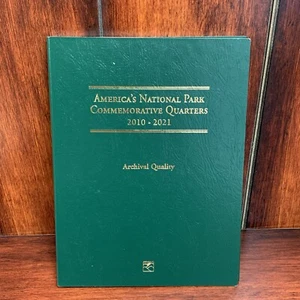 AMERICA'S NATIONAL PARK
COMMEMORATIVE QUARTERS
2010 - 2021
Archival Quality